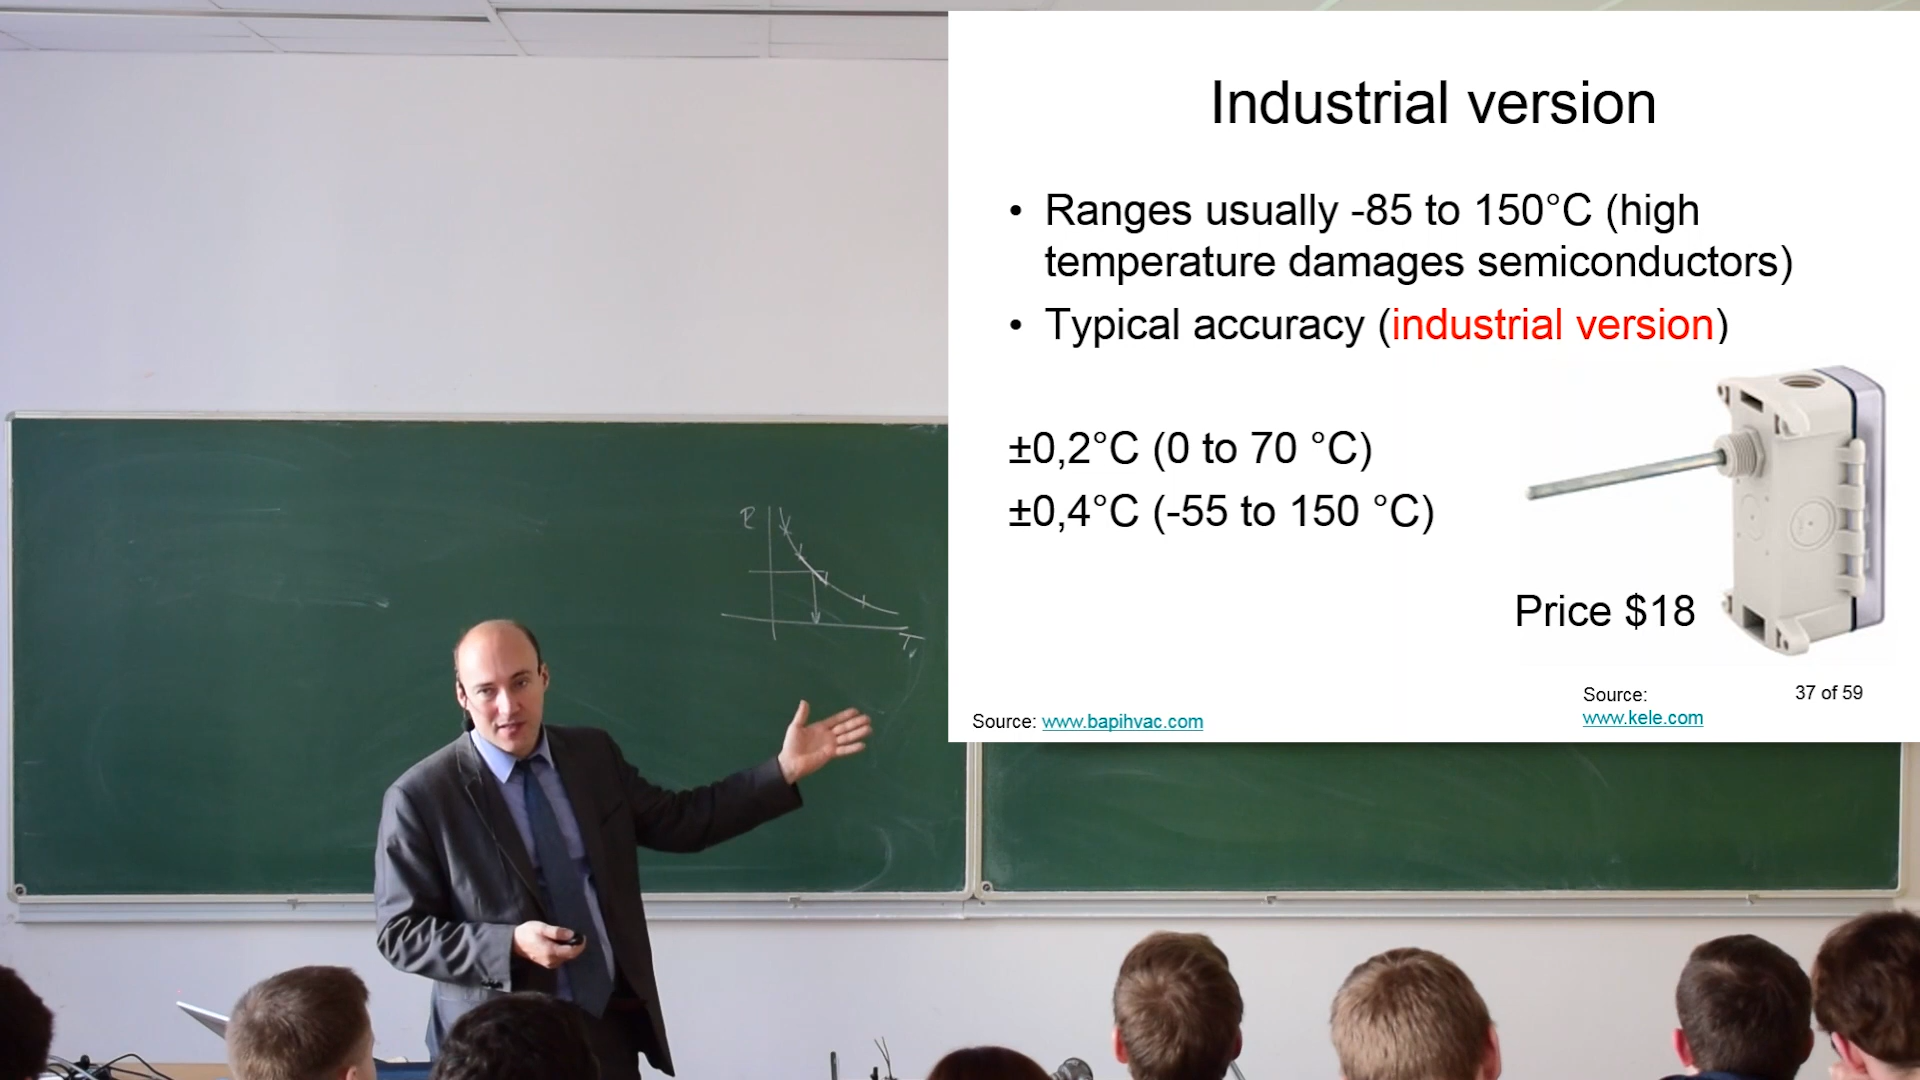 Industrial version
• Ranges usually -85 to 150°C (high
temperature damages semiconductors)
• Typical accuracy (industrial version)
±0,2°C (0 to 70 °C)
±0,4°C (-55 to 150 °C)
Price $18
Source:
www.kele.com
37 of 59
Source: www.bapihvac.com
R
T